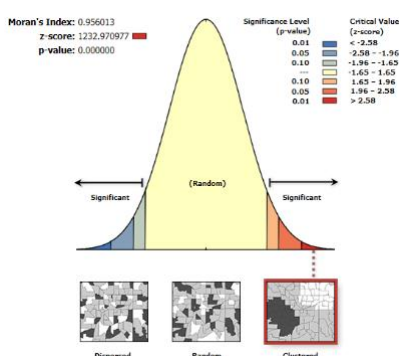 Moran's Index: 0.956013
z-score: 1232.970977
p-value: 0.000000
Significance Level
(p-value)
Critical Value
(z-score)
0.01 < -2.58
0.05 -2.58 - -1.96
0.10 -1.96 - -1.65
... -1.65 - 1.65
0.10 1.65 - 1.96
0.05 1.96 - 2.58
0.01 > 2.58
Significant
(Random)
Significant
Dispersed
Random
Clustered